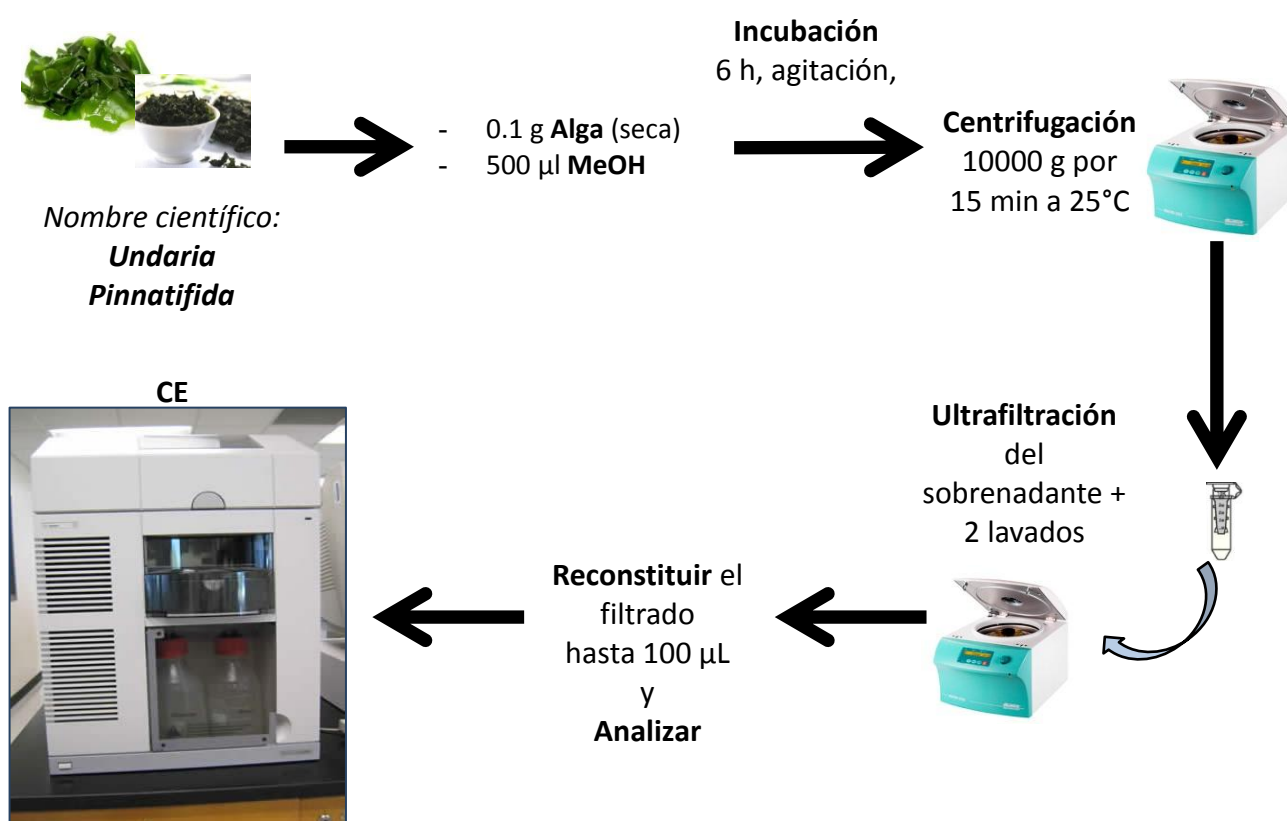 Nombre científico:
Undaria
Pinnatifida
- 0.1 g Alga (seca)
- 500 µl MeOH
Incubación
6 h, agitación,
Centrifugación
10000 g por
15 min a 25°C
Ultrafiltración
del
sobrenadante +
2 lavados
Reconstituir el
filtrado
hasta 100 µL
y
Analizar
CE